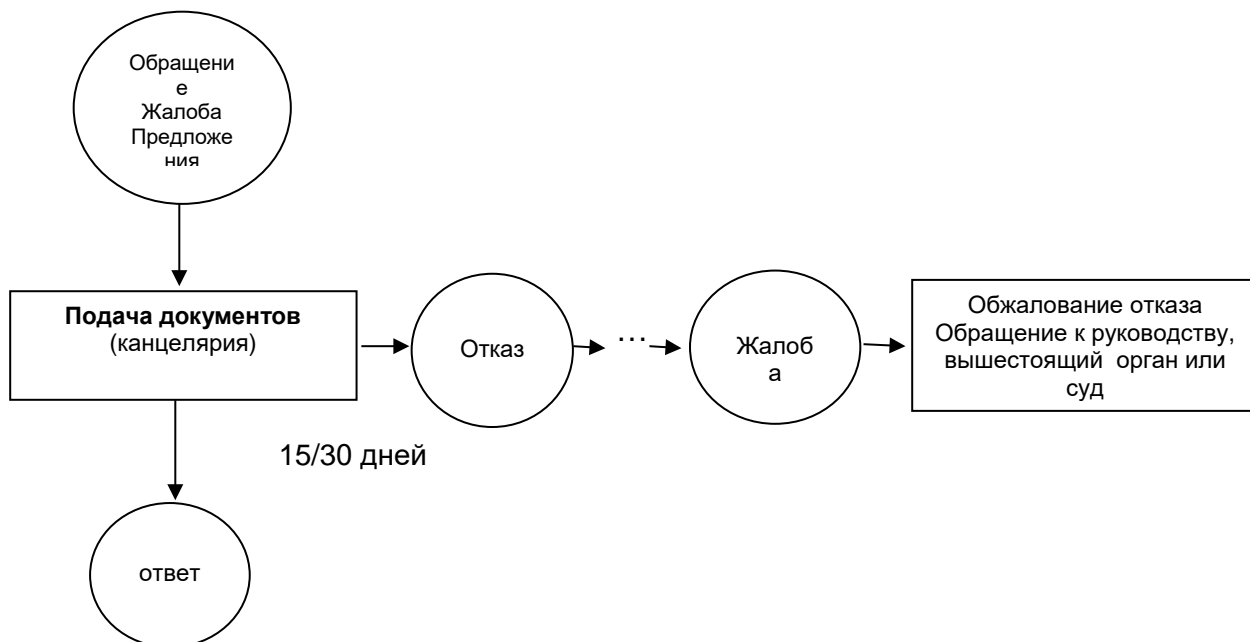 Обращени
е
Жалоба
Предложе
ния
Подача документов
(канцелярия)
Отказ
...
Жалоб
а
Обжалование отказа
Обращение к руководству,
вышестоящий орган или
суд
15/30 дней
ответ